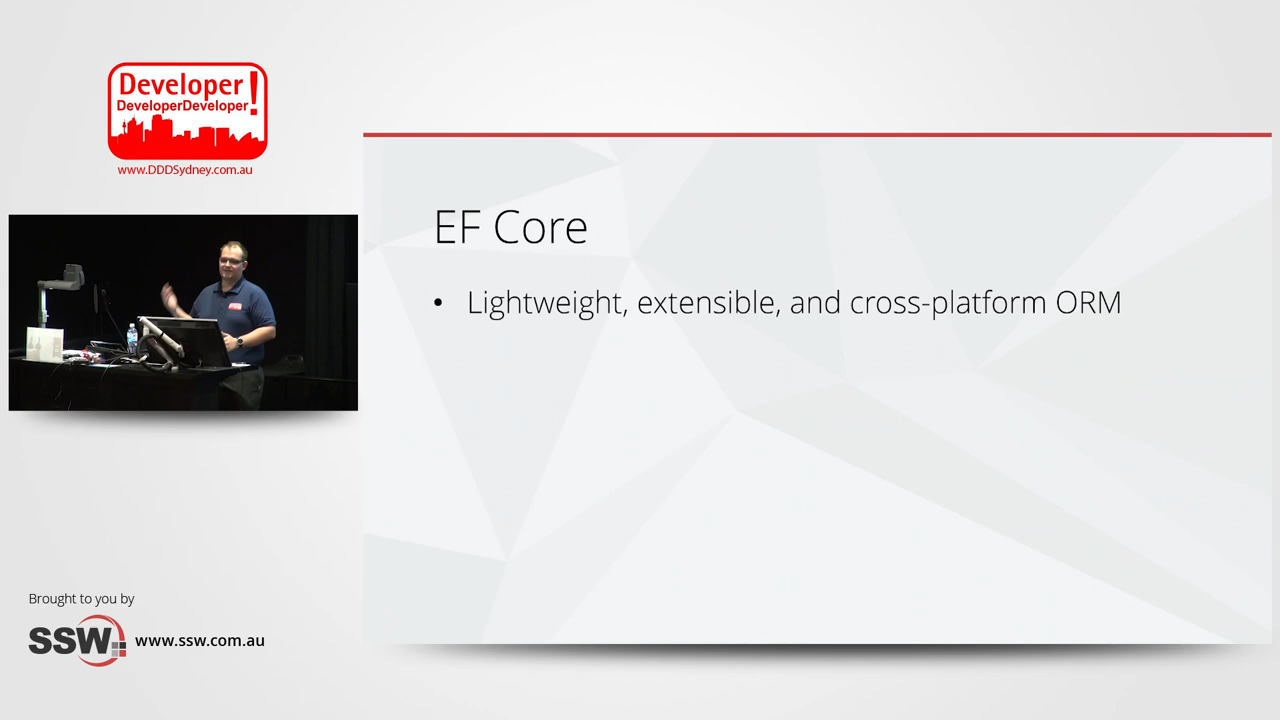 Developer!
DeveloperDeveloper
www.DDDSydney.com.au
EF Core
• Lightweight, extensible, and cross-platform ORM
Brought to you by
SSW
www.ssw.com.au